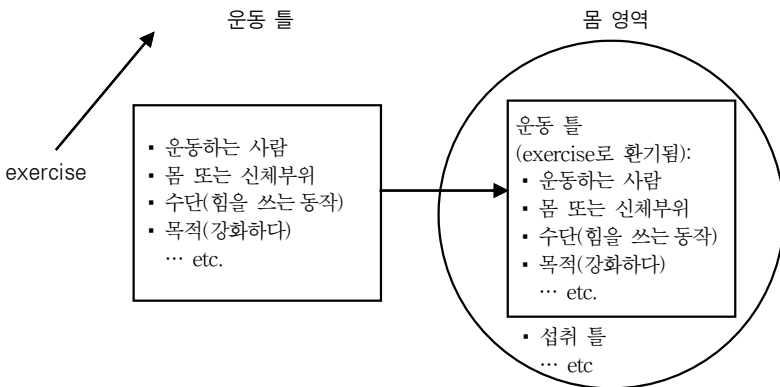 운동 틀
몸 영역
exercise
▪ 운동하는 사람
▪ 몸 또는 신체부위
▪ 수단(힘을 쓰는 동작)
▪ 목적(강화하다)
… etc.
운동 틀
(exercise로 환기됨):
▪ 운동하는 사람
▪ 몸 또는 신체부위
▪ 수단(힘을 쓰는 동작)
▪ 목적(강화하다)
… etc.
▪ 섭취 틀
… etc